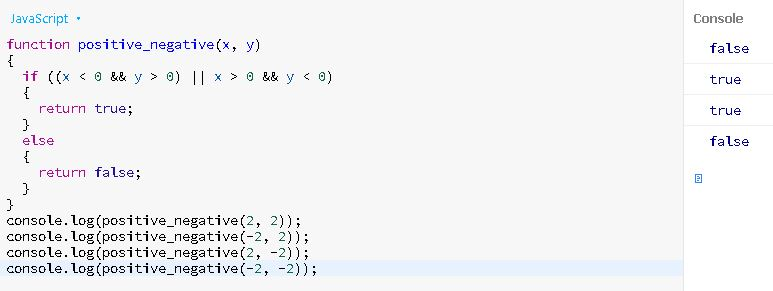 JavaScript
function positive_negative(x, y)
{
  if ((x < 0 && y > 0) || x > 0 && y < 0)
  {
    return true;
  }
  else
  {
    return false;
  }
}
console.log(positive_negative(2, 2));
console.log(positive_negative(-2, 2));
console.log(positive_negative(2, -2));
console.log(positive_negative(-2, -2));
Console
false
true
true
false